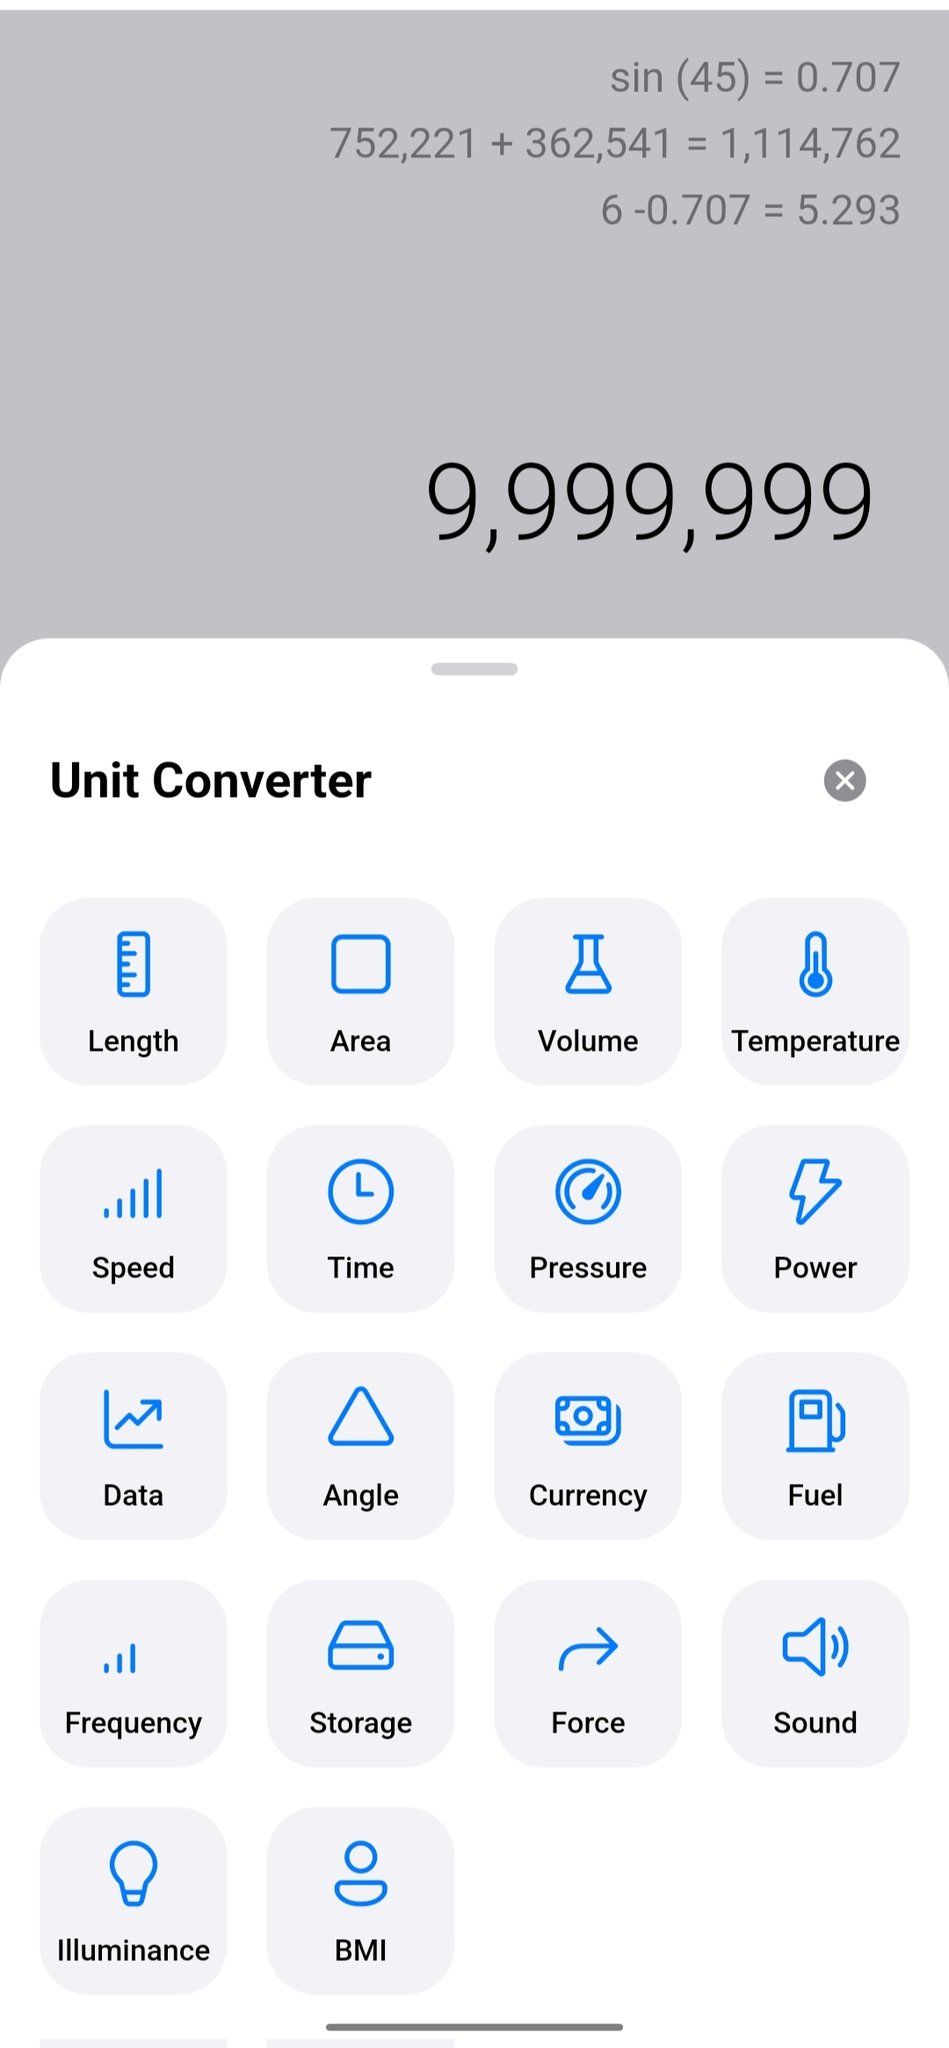 sin (45) = 0.707
752,221 + 362,541 = 1,114,762
6 -0.707 = 5.293
9,999,999
Unit Converter
Length Area Volume Temperature
Speed Time Pressure Power
Data Angle Currency Fuel
Frequency Storage Force Sound
Illuminance BMI